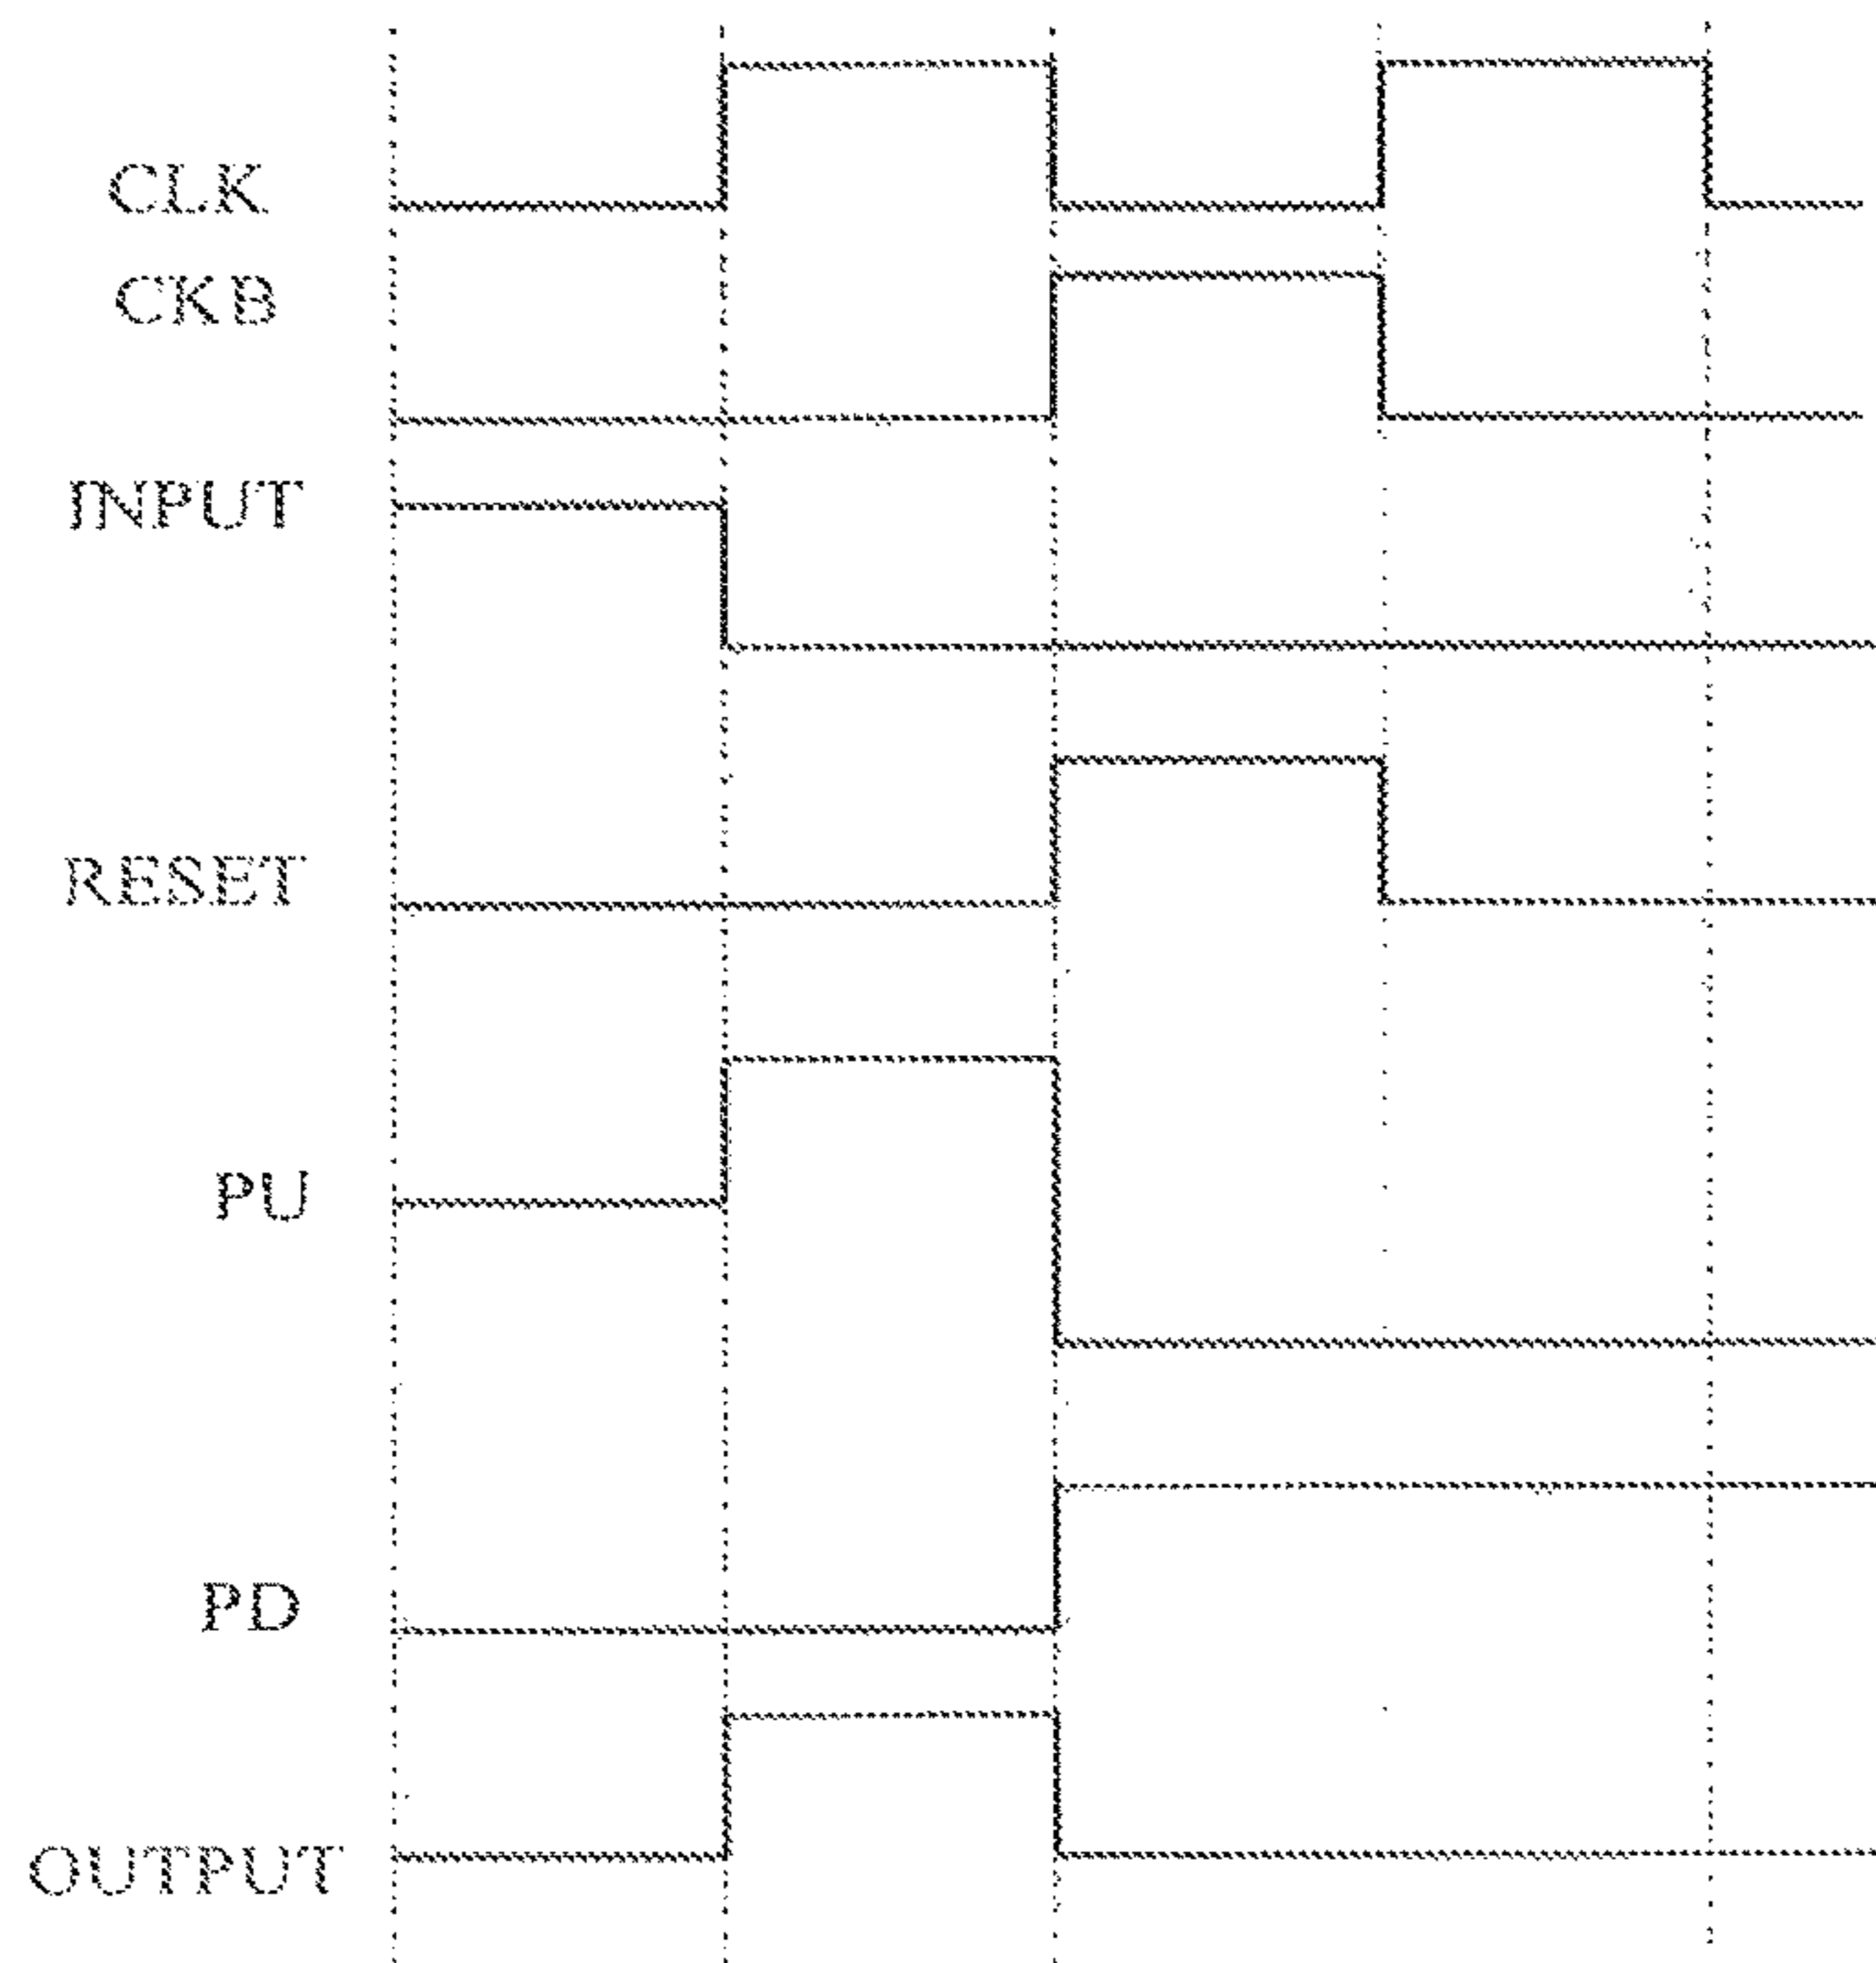 CLK
CKB
INPUT
RESET
PU
PD
OUTPUT